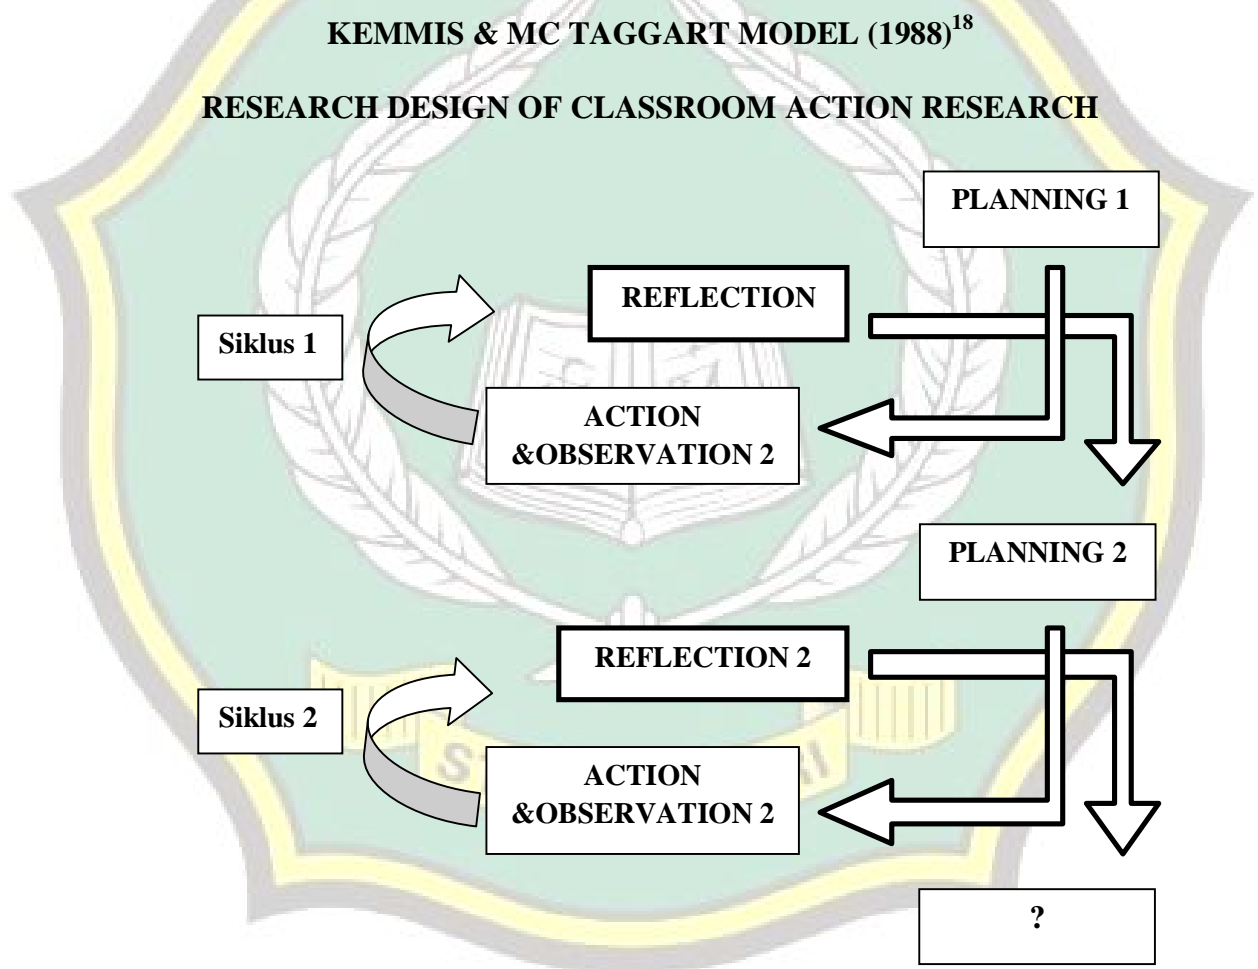 KEMMIS & MC TAGGART MODEL (1988)18
RESEARCH DESIGN OF CLASSROOM ACTION RESEARCH
PLANNING 1
REFLECTION
Siklus 1
ACTION
&OBSERVATION 2
PLANNING 2
REFLECTION 2
Siklus 2
ACTION
&OBSERVATION 2
?